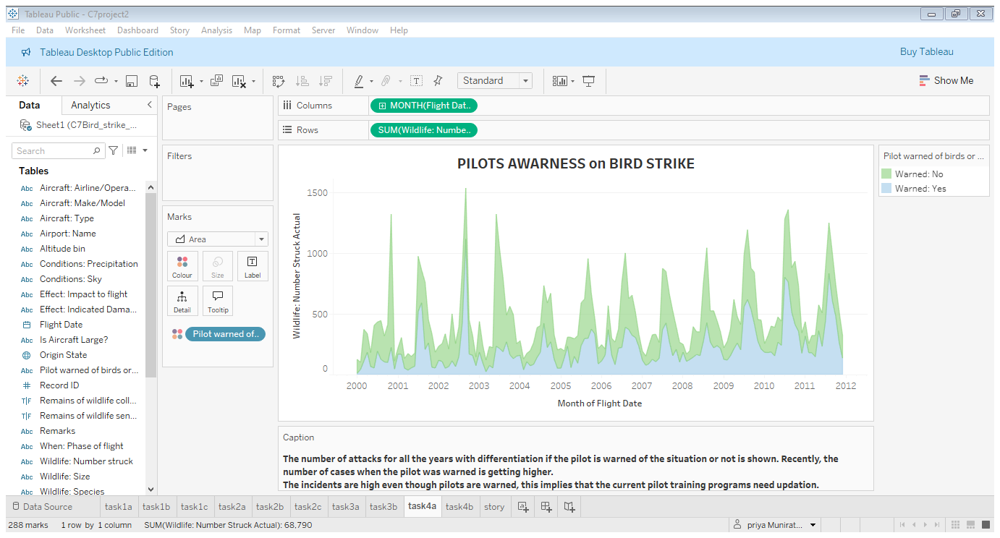 Tableau Public - C7project2
File Data Worksheet Dashboard Story Analysis Map Format Server Window Help
Tableau Desktop Public Edition
Buy Tableau
Standard
Show Me
Data
Analytics
Sheet1 (C7Bird_strike_...
Search
Tables
Abc Aircraft: Airline/Opera...
Abc Aircraft: Make/Model
Abc Aircraft: Type
Abc Airport: Name
Abc Altitude bin
Abc Conditions: Precipitation
Abc Conditions: Sky
Abc Effect: Impact to flight
Abc Effect: Indicated Dama...
Flight Date
Abc Is Aircraft Large?
Origin State
Abc Pilot warned of birds or...
# Record ID
T|F Remains of wildlife coll...
T|F Remains of wildlife sen...
Abc Remarks
Abc When: Phase of flight
Abc Wildlife: Number struck
Abc Wildlife: Size
Abc Wildlife: Species
Pages
Filters
Marks
Area
Colour
Size
Label
Detail
Tooltip
Pilot warned of..
Columns
MONTH(Flight Dat..
Rows
SUM(Wildlife: Numbe..
PILOTS AWARNESS on BIRD STRIKE
Wildlife: Number Struck Actual
1500
1000
500
0
2000 2001 2002 2003 2004 2005 2006 2007 2008 2009 2010 2011 2012
Month of Flight Date
Pilot warned of birds or ...
Warned: No
Warned: Yes
Caption
The number of attacks for all the years with differentiation if the pilot is warned of the situation or not is shown. Recently, the
number of cases when the pilot was warned is getting higher.
The incidents are high even though pilots are warned, this implies that the current pilot training programs need updation.
Data Source task1a task1b task1c task2a task2b task2c task3a task3b task4a task4b story
288 marks 1 row by 1 column SUM(Wildlife: Number Struck Actual): 68,790
priya Munirat...